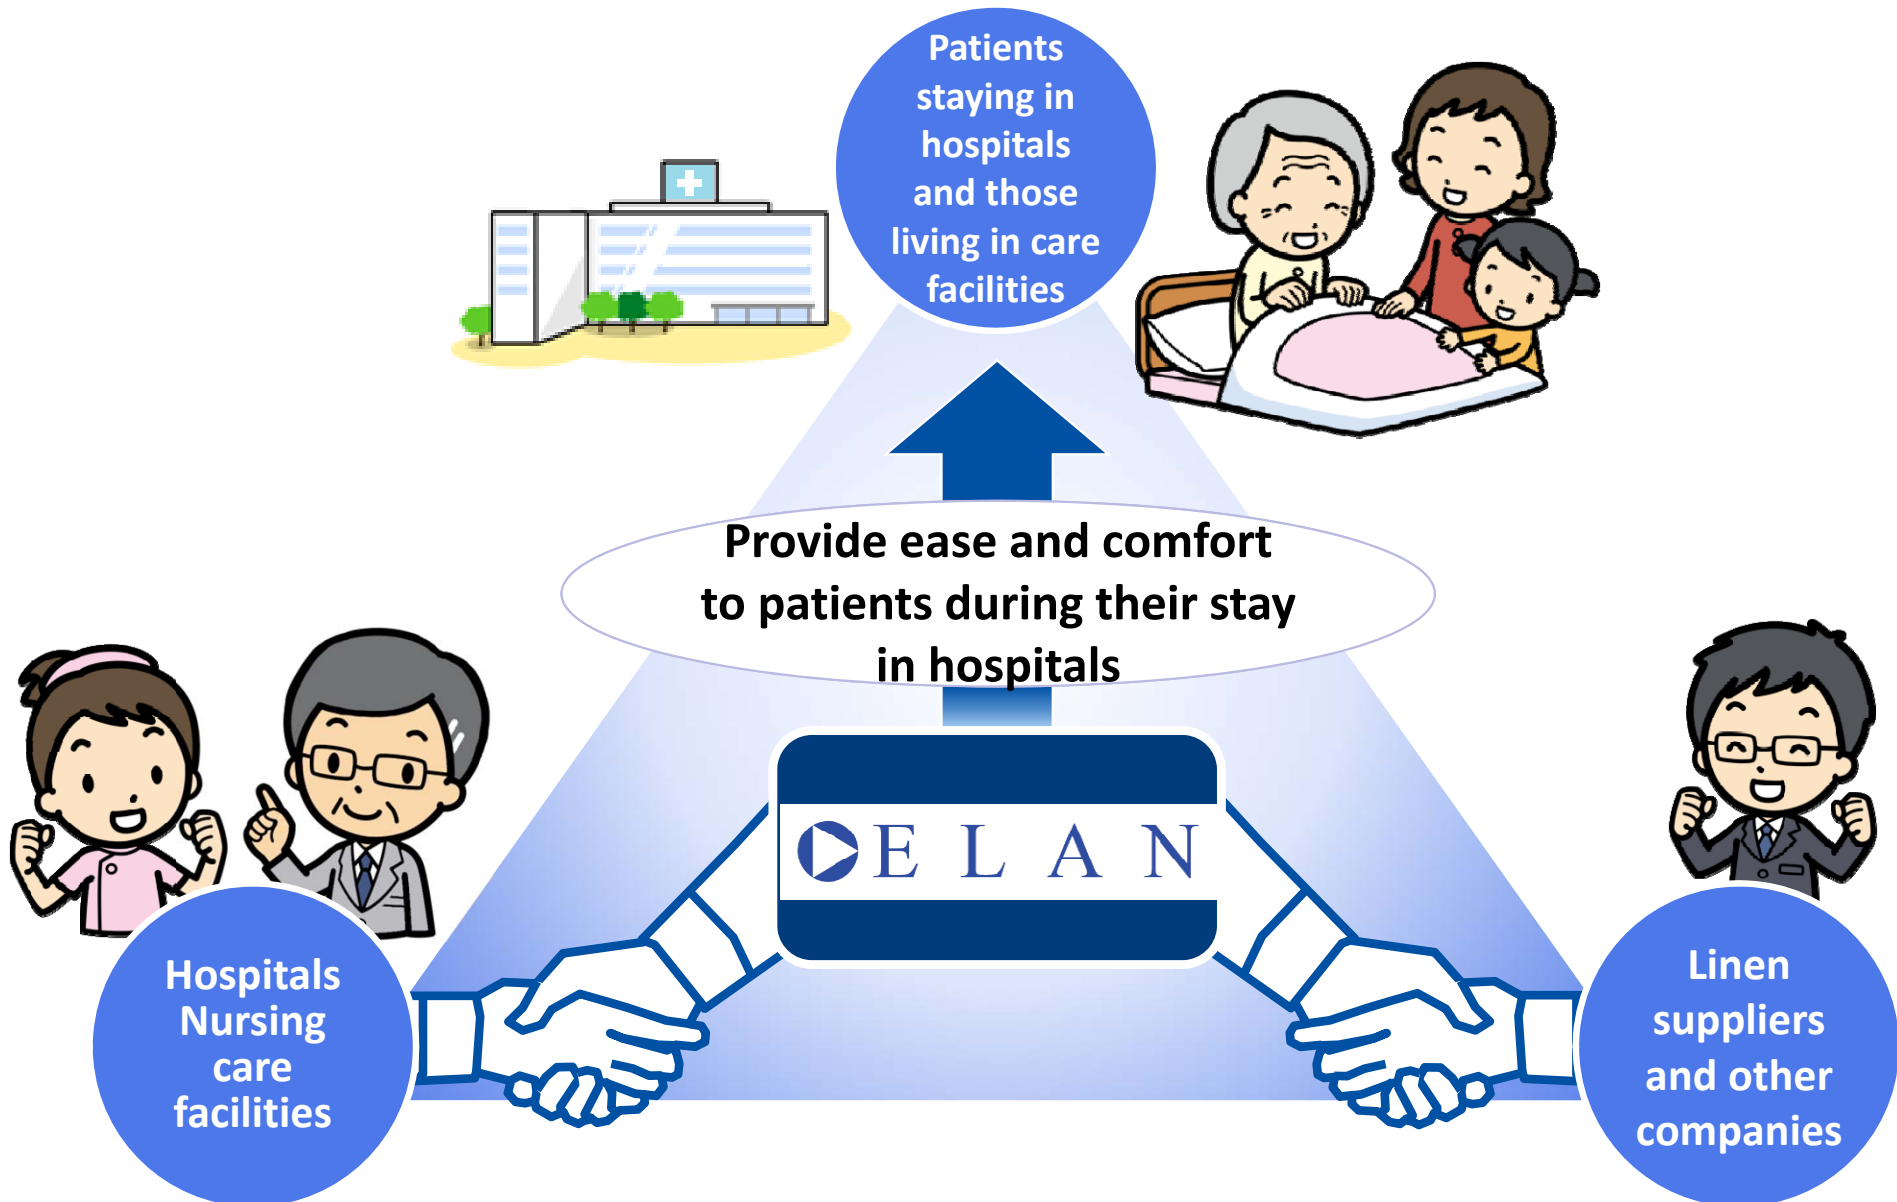 Patients
staying in
hospitals
and those
living in care
facilities
Provide ease and comfort
to patients during their stay
in hospitals
ELAN
Hospitals
Nursing
care
facilities
Linen
suppliers
and other
companies